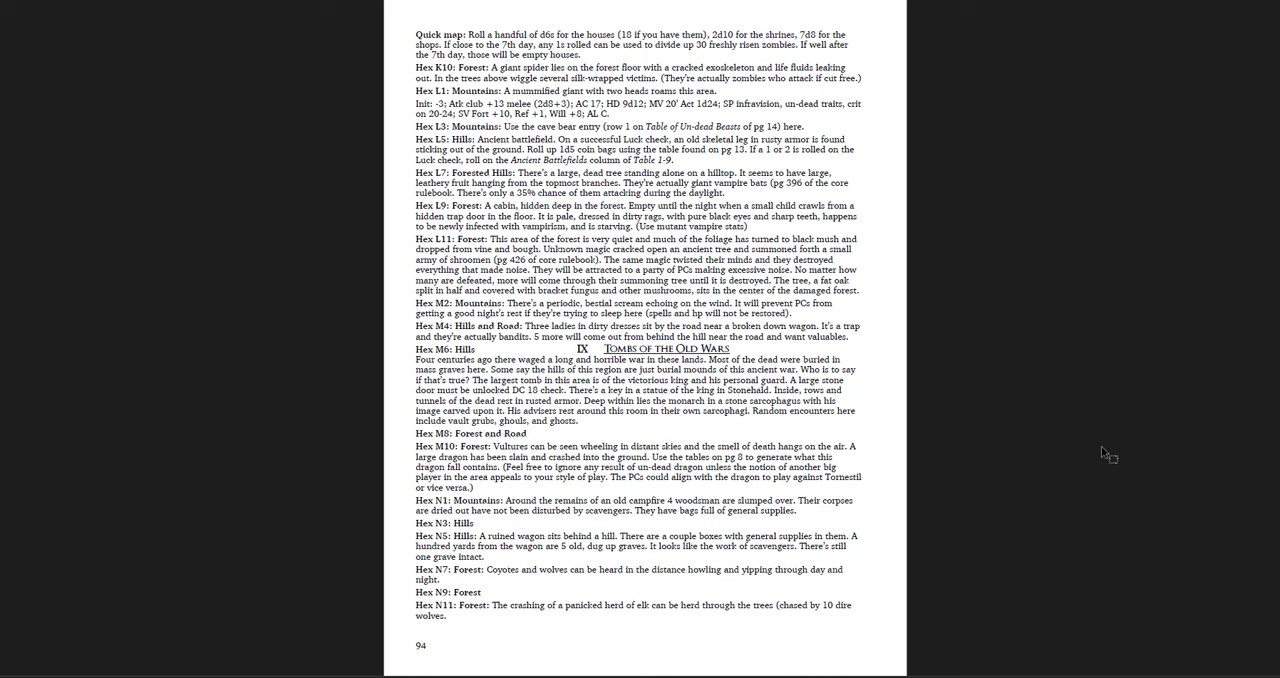 Quick map: Roll a handful of d6s for the houses (18 if you have them), 2d10 for the shrines, 7d8 for the
shops. If close to the 7th day, any 1s rolled can be used to divide up 30 freshly risen zombies. If well after
the 7th day, those will be empty houses.
Hex K10: Forest: A giant spider lies on the forest floor with a cracked exoskeleton and life fluids leaking
out. In the trees above wiggle several silk-wrapped victims. (They're actually zombies who attack if cut free.)
Hex L1: Mountains: A mummified giant with two heads roams this area.
Init: -3; Atk club +13 melee (2d8+3); AC 17; HD 9d12; MV 20' Act 1d24; SP infravision, un-dead traits, crit
on 20-24; SV Fort +10, Ref +1, Will +8; AL C.
Hex L3: Mountains: Use the cave bear entry (row 1 on Table of Un-dead Beasts of pg 14) here.
Hex L5: Hills: Ancient battlefield. On a successful Luck check, an old skeletal leg in rusty armor is found
sticking out of the ground. Roll up 1d5 coin bags using the table found on pg 13. If a 1 or 2 is rolled on the
Luck check, roll on the Ancient Battlefields column of Table 1-9.
Hex L7: Forested Hills: There's a large, dead tree standing alone on a hilltop. It seems to have large,
leathery fruit hanging from the topmost branches. They're actually giant vampire bats (pg 396 of the core
rulebook. There's only a 35% chance of them attacking during the daylight.
Hex L9: Forest: A cabin, hidden deep in the forest. Empty until the night when a small child crawls from a
hidden trap door in the floor. It is pale, dressed in dirty rags, with pure black eyes and sharp teeth, happens
to be newly infected with vampirism, and is starving. (Use mutant vampire stats)
Hex L11: Forest: This area of the forest is very quiet and much of the foliage has turned to black mush and
dropped from vine and bough. Unknown magic cracked open an ancient tree and summoned forth a small
army of shroomen (pg 426 of core rulebook). The same magic twisted their minds and they destroyed
everything that made noise. They will be attracted to a party of PCs making excessive noise. No matter how
many are defeated, more will come through their summoning tree until it is destroyed. The tree, a fat oak
split in half and covered with bracket fungus and other mushrooms, sits in the center of the damaged forest.
Hex M2: Mountains: There's a periodic, bestial scream echoing on the wind. It will prevent PCs from
getting a good night's rest if they're trying to sleep here (spells and hp will not be restored).
Hex M4: Hills and Road: Three ladies in dirty dresses sit by the road near a broken down wagon. It's a trap
and they're actually bandits. 5 more will come out from behind the hill near the road and want valuables.
Hex M6: Hills IX Tombs of the Old Wars
Four centuries ago there waged a long and horrible war in these lands. Most of the dead were buried in
mass graves here. Some say the hills of this region are just burial mounds of this ancient war. Who is to say
if that's true? The largest tomb in this area is of the victorious king and his personal guard. A large stone
door must be unlocked DC 18 check. There's a key in a statue of the king in Stonehald. Inside, rows and
tunnels of the dead rest in rusted armor. Deep within lies the monarch in a stone sarcophagus with his
image carved upon it. His advisers rest around this room in their own sarcophagi. Random encounters here
include vault grubs, ghouls, and ghosts.
Hex M8: Forest and Road
Hex M10: Forest: Vultures can be seen wheeling in distant skies and the smell of death hangs on the air. A
large dragon has been slain and crashed into the ground. Use the tables on pg 8 to generate what this
dragon fall contains. (Feel free to ignore any result of un-dead dragon unless the notion of another big
player in the area appeals to your style of play. The PCs could align with the dragon to play against Tornestil
or vice versa.)
Hex N1: Mountains: Around the remains of an old campfire 4 woodsman are slumped over. Their corpses
are dried out have not been disturbed by scavengers. They have bags full of general supplies.
Hex N3: Hills
Hex N5: Hills: A ruined wagon sits behind a hill. There are a couple boxes with general supplies in them. A
hundred yards from the wagon are 5 old, dug up graves. It looks like the work of scavengers. There's still
one grave intact.
Hex N7: Forest: Coyotes and wolves can be heard in the distance howling and yipping through day and
night.
Hex N9: Forest
Hex N11: Forest: The crashing of a panicked herd of elk can be herd through the trees (chased by 10 dire
wolves.
94